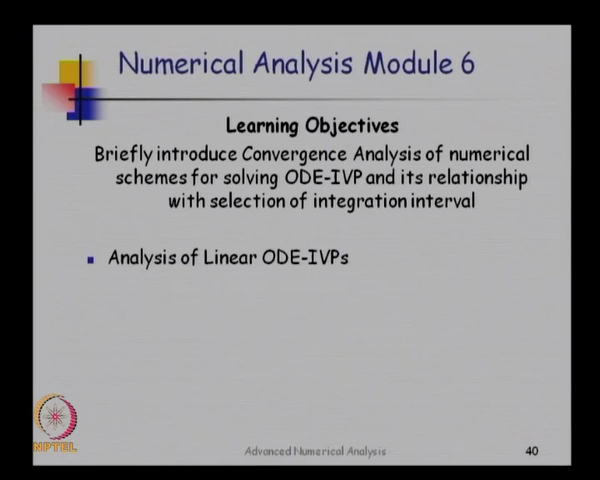 Numerical Analysis Module 6
Learning Objectives
Briefly introduce Convergence Analysis of numerical
schemes for solving ODE-IVP and its relationship
with selection of integration interval
Analysis of Linear ODE-IVPs
NPTEL
Advanced Numerical Analysis
40